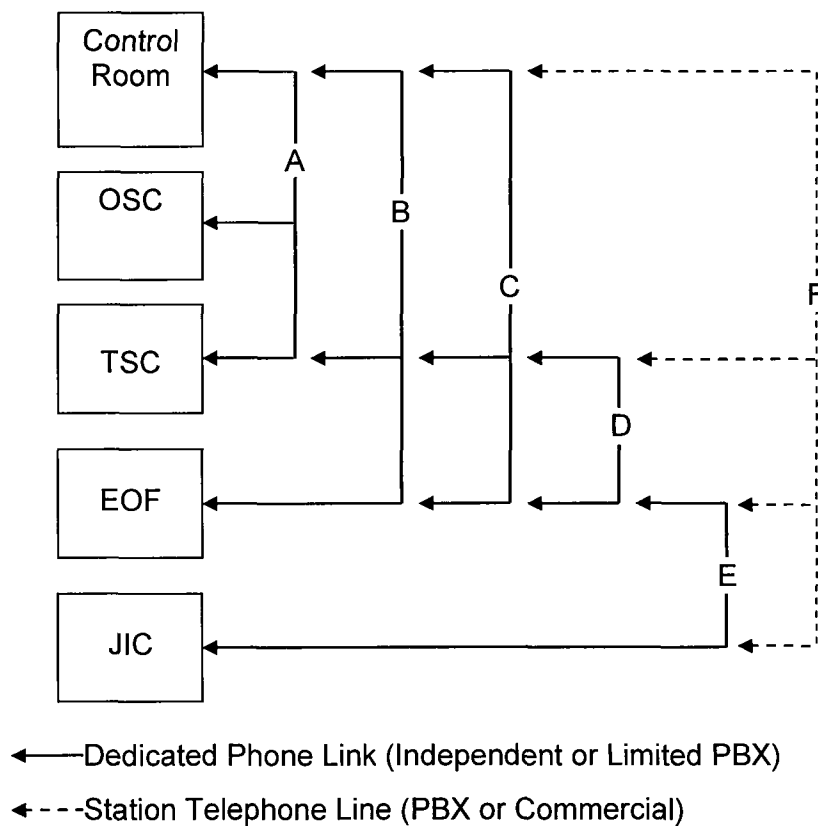 Control
Room
A
OSC
B
C
F
TSC
D
EOF
E
JIC
Dedicated Phone Link (Independent or Limited PBX)
Station Telephone Line (PBX or Commercial)